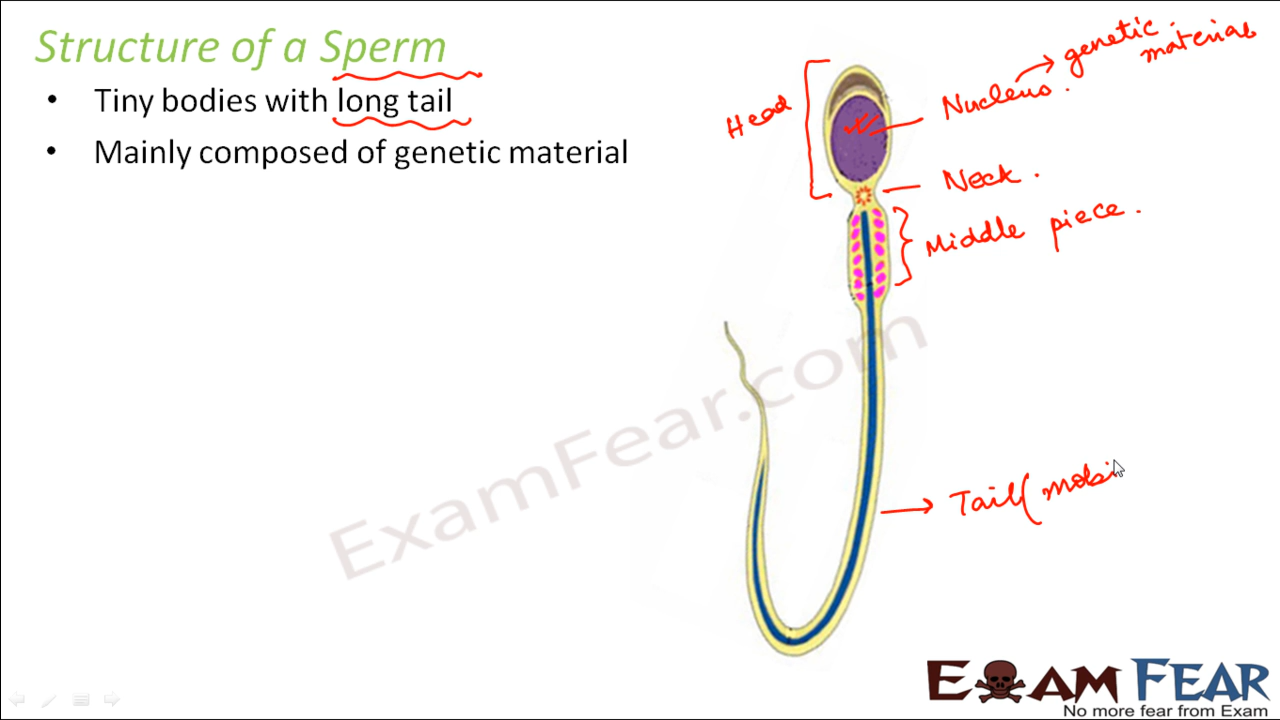 Structure of a Sperm
• Tiny bodies with long tail
• Mainly composed of genetic material
Head
Nucleus. → genetic
material
Neck.
Middle piece.
Tail( mobi
ExamFear.com
EXAM FEAR
No more fear from Exam